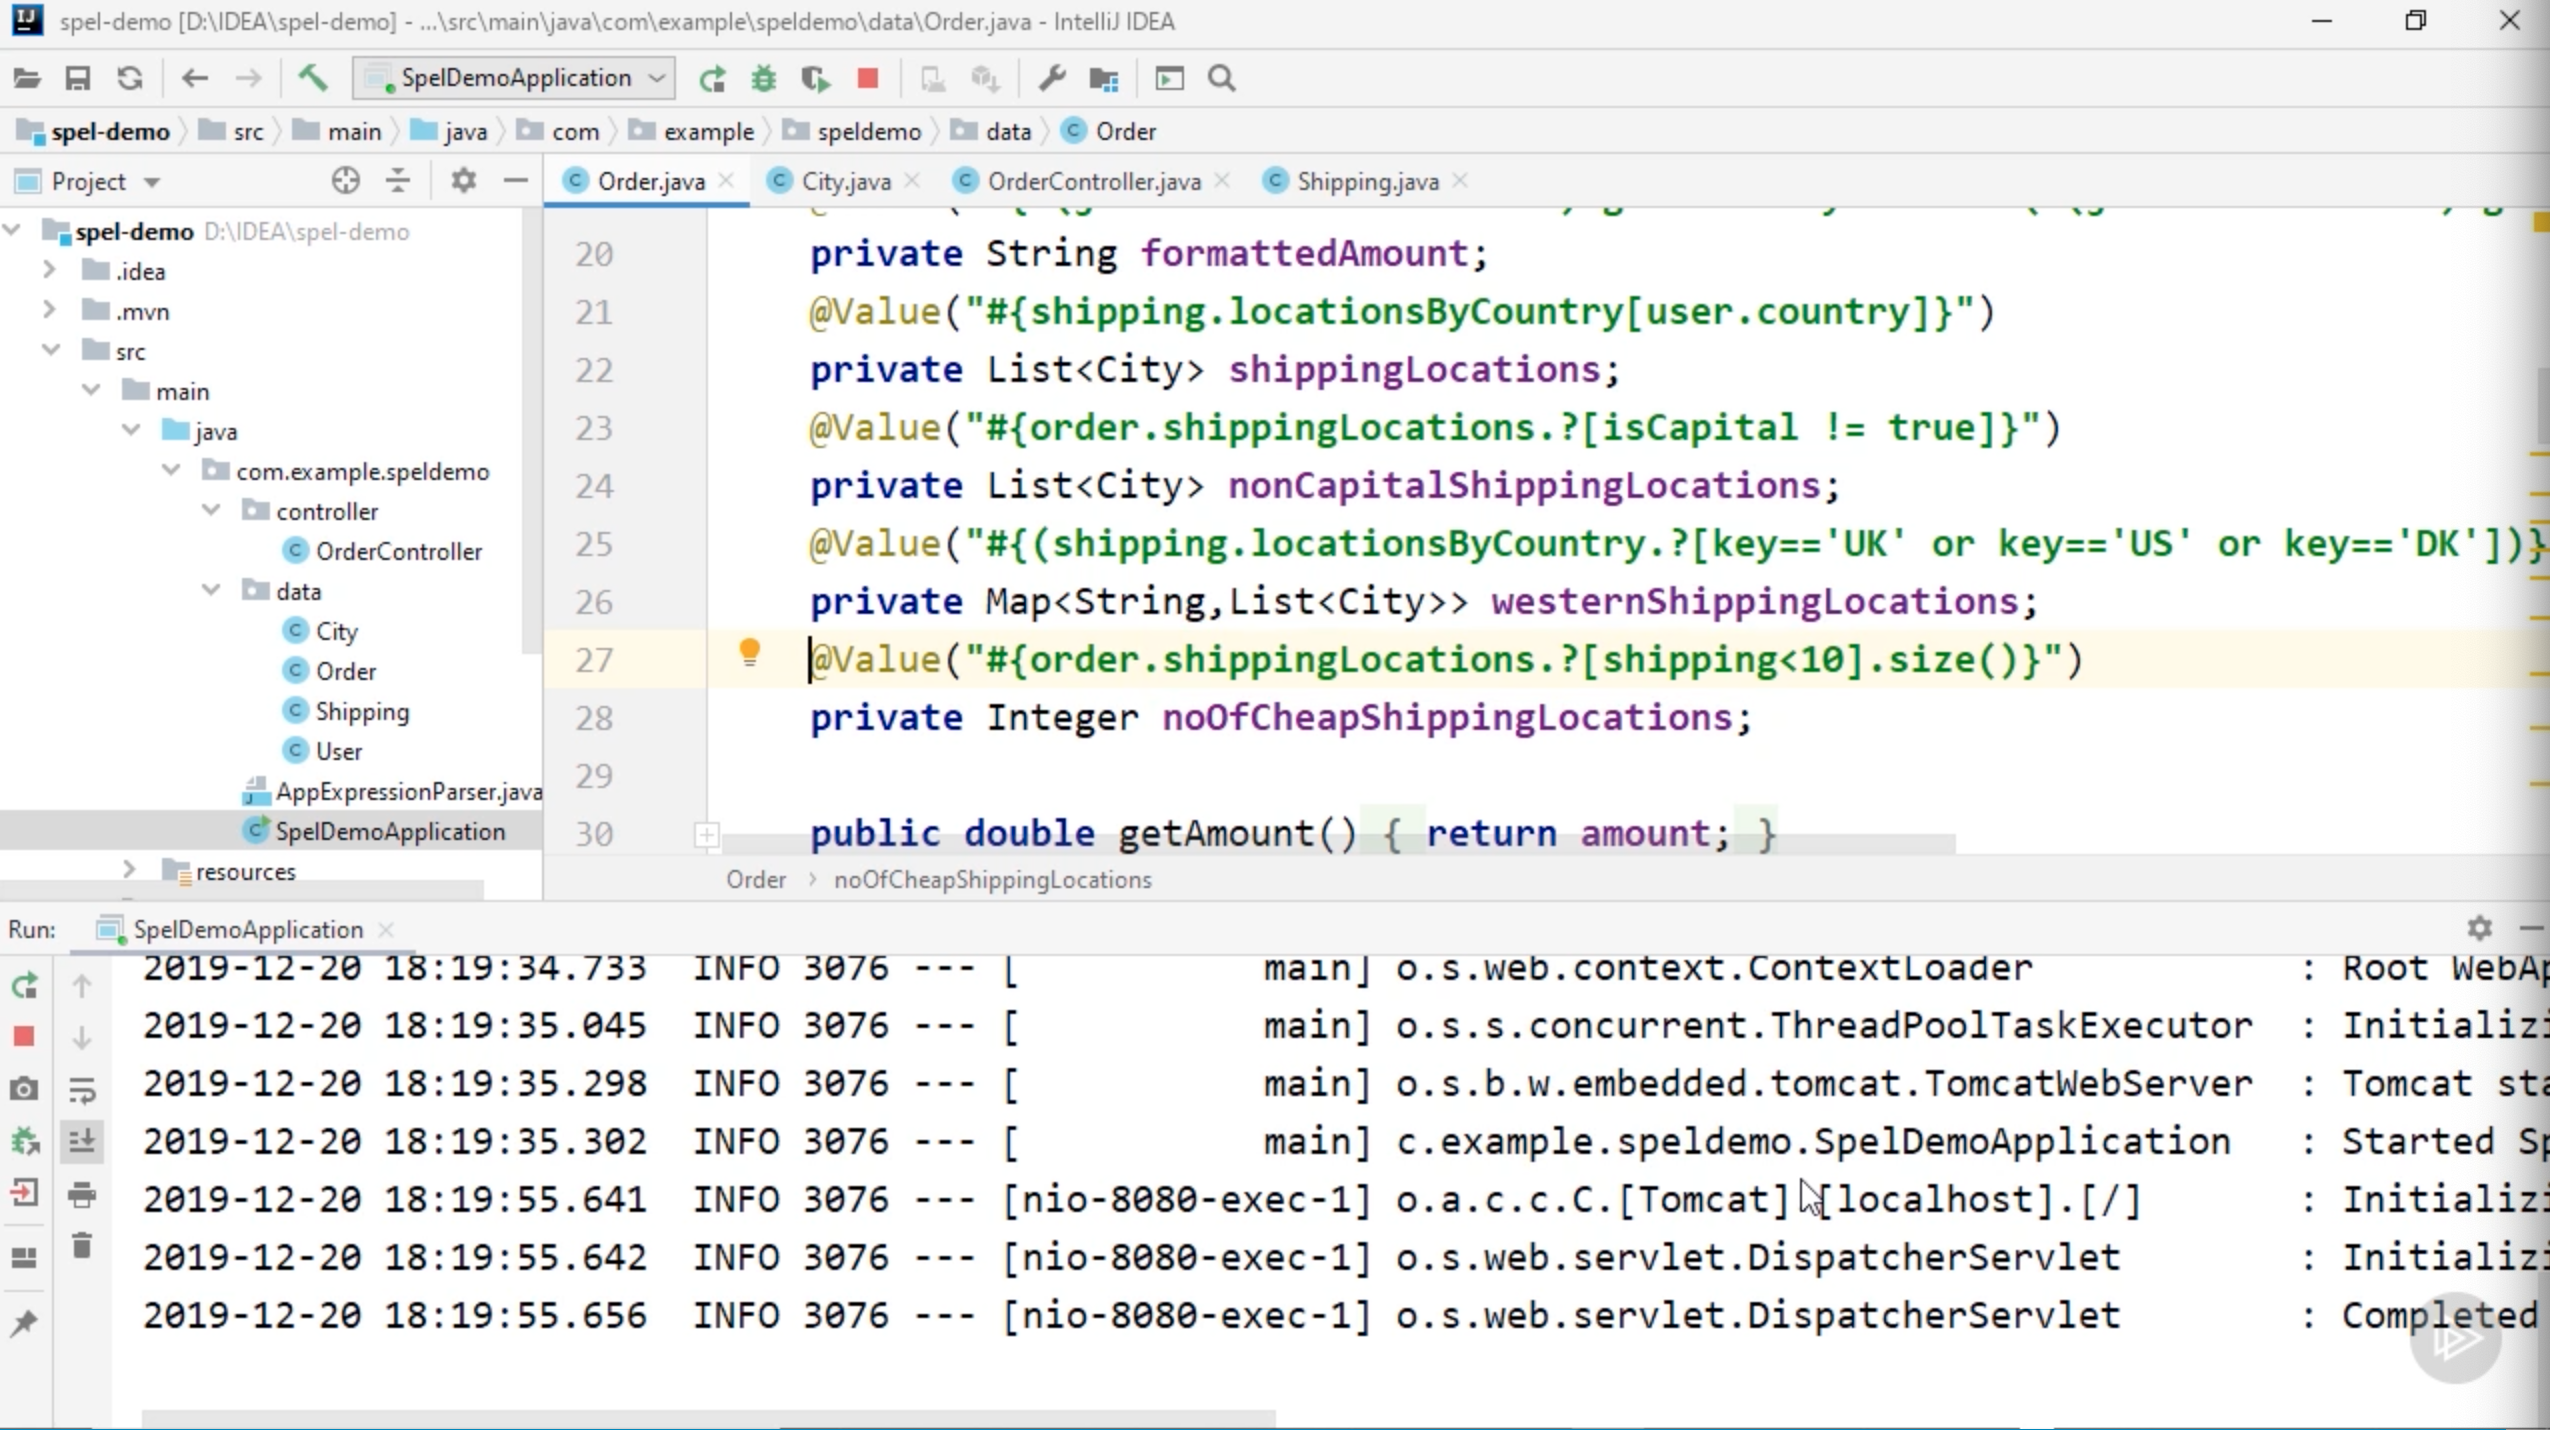 spel-demo [D:\IDEA\spel-demo] - ...\src\main\java\com\example\speldemo\data\Order.java - IntelliJ IDEA
SpelDemoApplication
spel-demo src main java com example speldemo data Order
Project
Order.java City.java OrderController.java Shipping.java
spel-demo D:\IDEA\spel-demo
.idea
.mvn
src
main
java
com.example.speldemo
controller
OrderController
data
City
Order
Shipping
User
AppExpressionParser.java
SpelDemoApplication
resources
20 private String formattedAmount;
21 @Value("#{shipping.locationsByCountry[user.country]}")
22 private List<City> shippingLocations;
23 @Value("#{order.shippingLocations.?[isCapital != true]}")
24 private List<City> nonCapitalShippingLocations;
25 @Value("#{(shipping.locationsByCountry.?[key=='UK' or key=='US' or key=='DK'])}
26 private Map<String,List<City>> westernShippingLocations;
27 @Value("#{order.shippingLocations.?[shipping<10].size()}")
28 private Integer noOfCheapShippingLocations;
29
30 public double getAmount() { return amount; }
Order › noOfCheapShippingLocations
Run: SpelDemoApplication
2019-12-20 18:19:34.733 INFO 3076 --- [ main] o.s.web.context.ContextLoader : Root WebAp
2019-12-20 18:19:35.045 INFO 3076 --- [ main] o.s.s.concurrent.ThreadPoolTaskExecutor : Initializi
2019-12-20 18:19:35.298 INFO 3076 --- [ main] o.s.b.w.embedded.tomcat.TomcatWebServer : Tomcat sta
2019-12-20 18:19:35.302 INFO 3076 --- [ main] c.example.speldemo.SpelDemoApplication : Started Sp
2019-12-20 18:19:55.641 INFO 3076 --- [nio-8080-exec-1] o.a.c.c.C.[Tomcat].[localhost].[/] : Initializi
2019-12-20 18:19:55.642 INFO 3076 --- [nio-8080-exec-1] o.s.web.servlet.DispatcherServlet : Initializi
2019-12-20 18:19:55.656 INFO 3076 --- [nio-8080-exec-1] o.s.web.servlet.DispatcherServlet : Completed